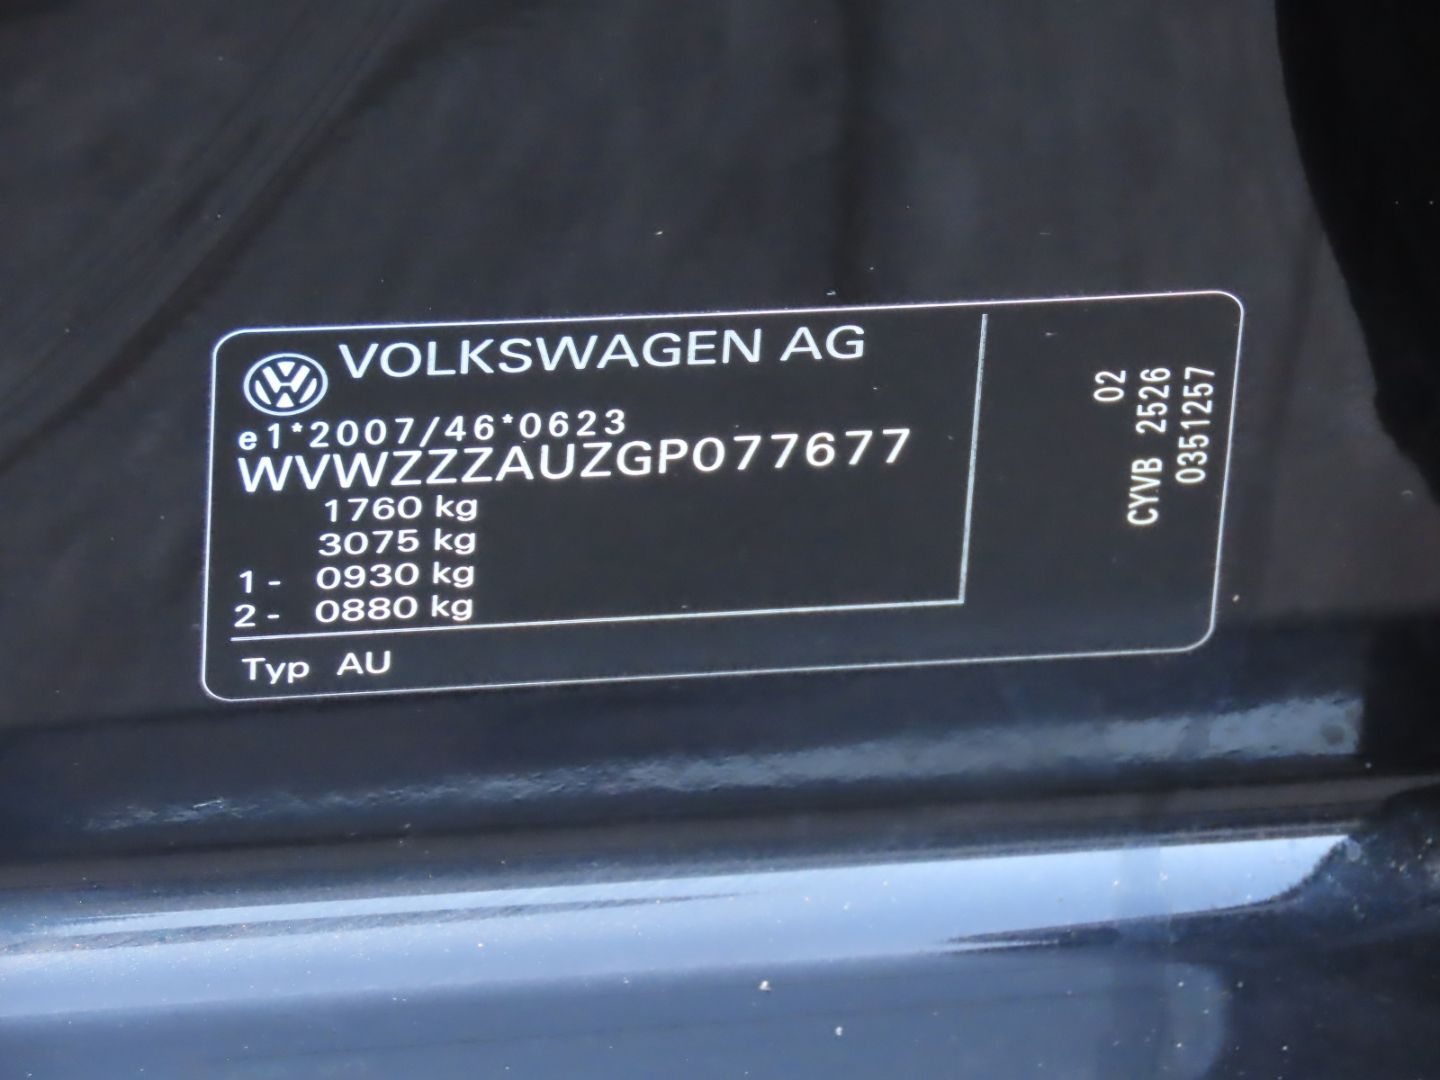 VOLKSWAGEN AG
e1*2007/46*0623
WVWZZZAUZGP077677
1760 kg
3075 kg
1- 0930 kg
2- 0880 kg
Typ AU
02
CYVB 2526
0351257